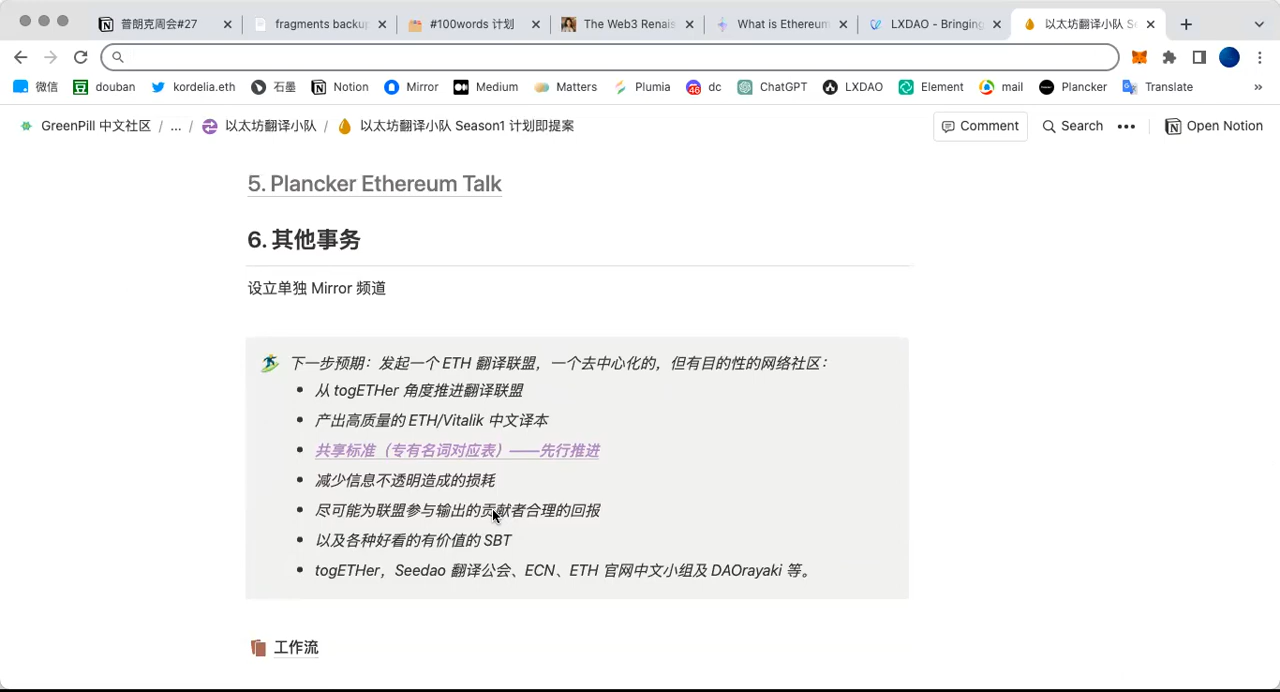 普朗克周会#27
fragments backup
#100words 计划
The Web3 Renais
What is Ethereum
LXDAO - Bringing
以太坊翻译小队 Se
微信
douban
kordelia.eth
石墨
Notion
Mirror
Medium
Matters
Plumia
46
dc
ChatGPT
LXDAO
Element
mail
Plancker
Translate
»
GreenPill 中文社区 / ... / 以太坊翻译小队 / 以太坊翻译小队 Season1 计划即提案
Comment
Search
•••
Open Notion
5. Plancker Ethereum Talk
6. 其他事务
设立单独 Mirror 频道
下一步预期：发起一个 ETH 翻译联盟，一个去中心化的，但有目的性的网络社区：
• 从 togETHer 角度推进翻译联盟
• 产出高质量的 ETH/Vitalik 中文译本
• 共享标准（专有名词对应表）——先行推进
• 减少信息不透明造成的损耗
• 尽可能为联盟参与输出的贡献者合理的回报
• 以及各种好看的有价值的 SBT
• togETHer，Seedao 翻译公会、ECN、ETH 官网中文小组及 DAOrayaki 等。
工作流